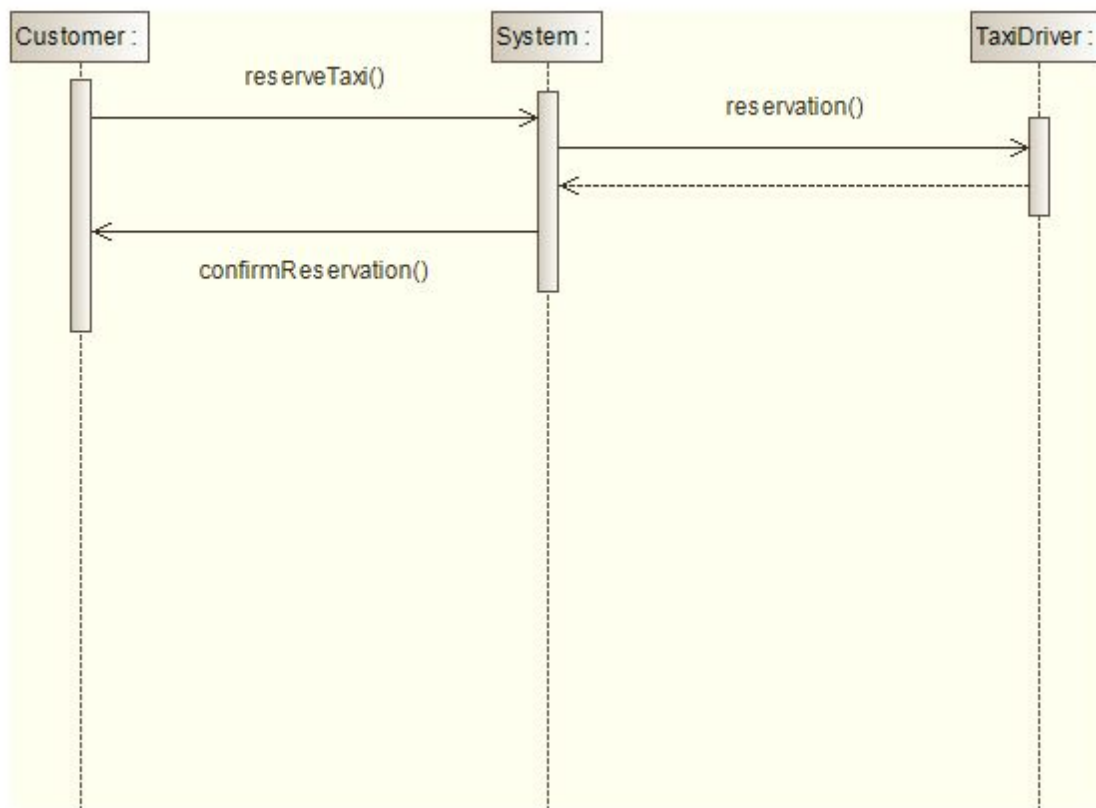 Customer :
System :
TaxiDriver :
reserveTaxi()
reservation()
confirmReservation()